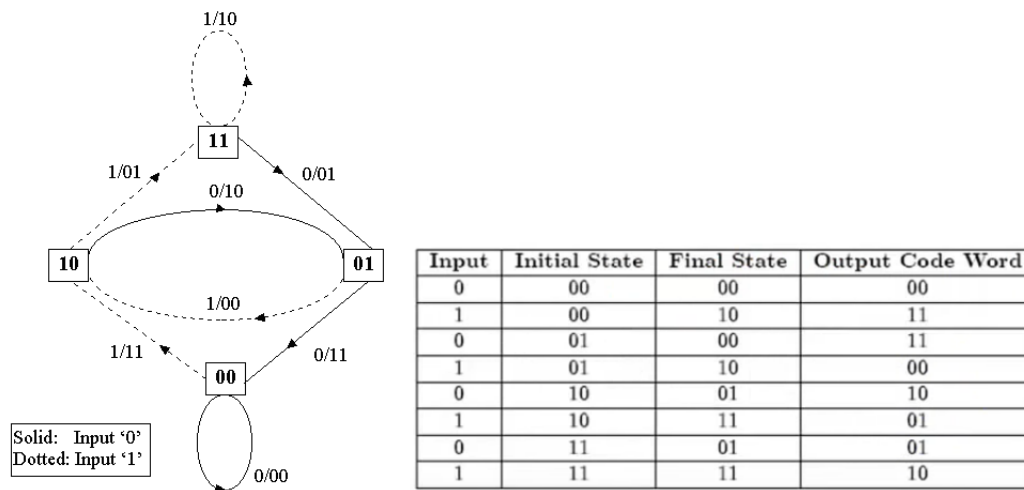 1/10
11
1/01
0/01
0/10
10
01
1/00
1/11
0/11
00
Solid: Input ‘0’
Dotted: Input ‘1’
0/00
Input Initial State Final State Output Code Word
0 00 00 00
1 00 10 11
0 01 00 11
1 01 10 00
0 10 01 10
1 10 11 01
0 11 01 01
1 11 11 10